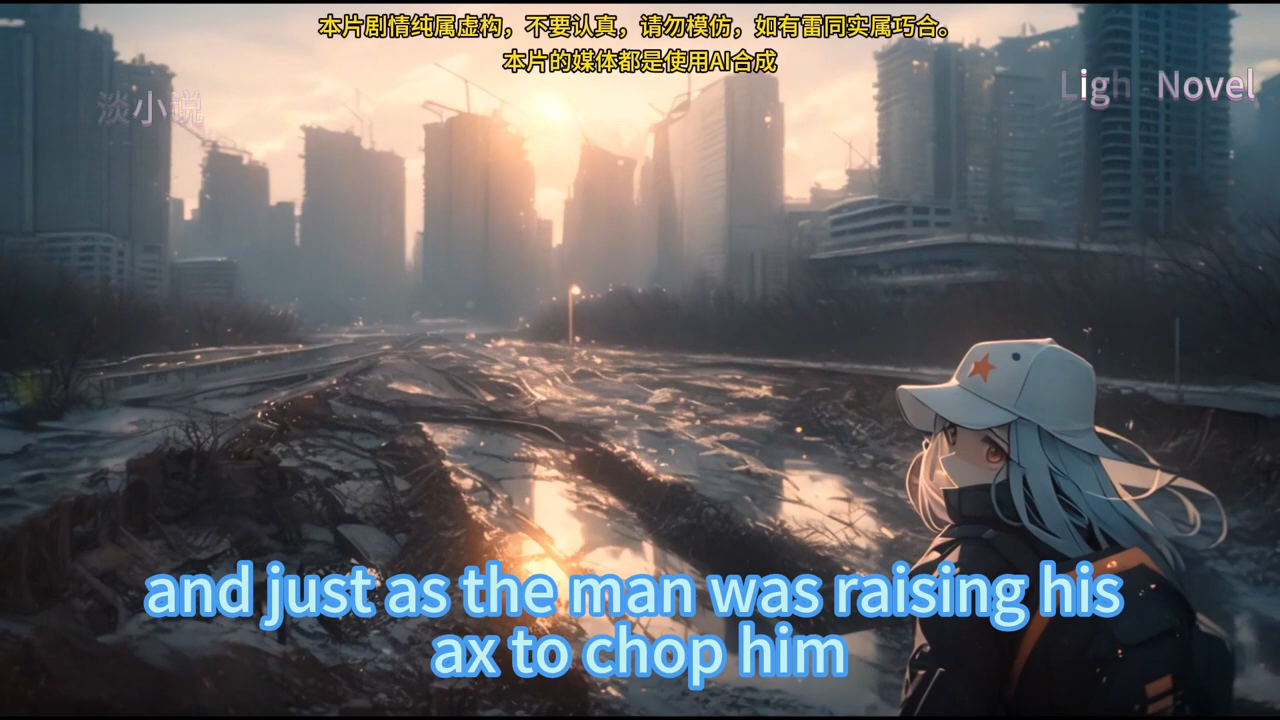 本片剧情纯属虚构，不要认真，请勿模仿，如有雷同实属巧合。
本片的媒体都是使用AI合成
淡小说
Ligh Novel
and just as the man was raising his
ax to chop him